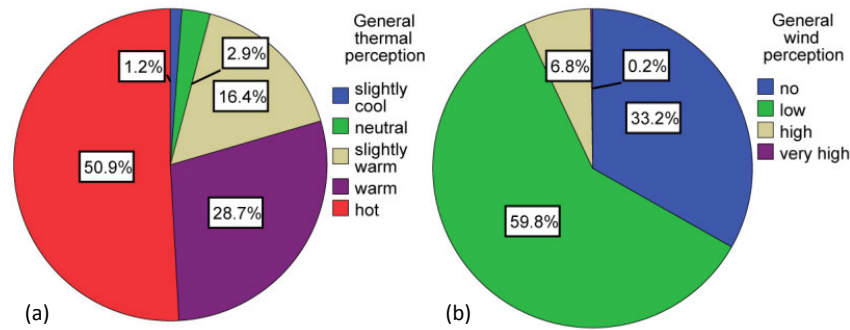 General
thermal
perception
slightly
cool
neutral
slightly
warm
warm
hot
1.2%
2.9%
16.4%
50.9%
28.7%
(a)
General
wind
perception
no
low
high
very high
6.8%
0.2%
33.2%
59.8%
(b)